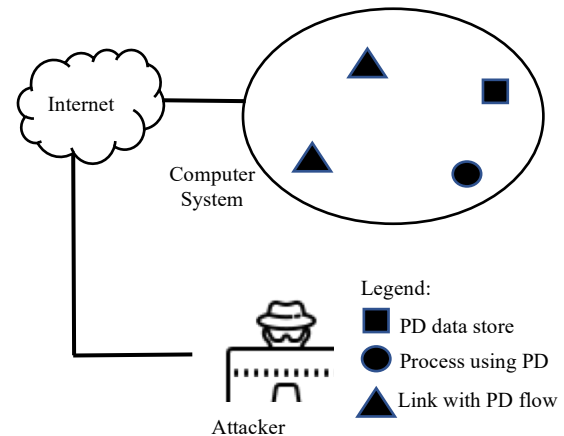 Internet
Computer
System
Legend:
PD data store
Process using PD
Link with PD flow
Attacker